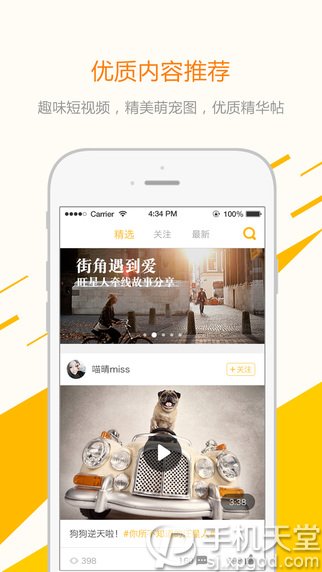 优质内容推荐
趣味短视频，精美萌宠图，优质精华帖
Carrier 4:34 PM 100%
精选 关注 最新
街角遇到爱
旺星人牵线故事分享
喵晴miss +关注
3:38
狗狗逆天啦！#你所不知
398
手机天堂
sjxygod.com